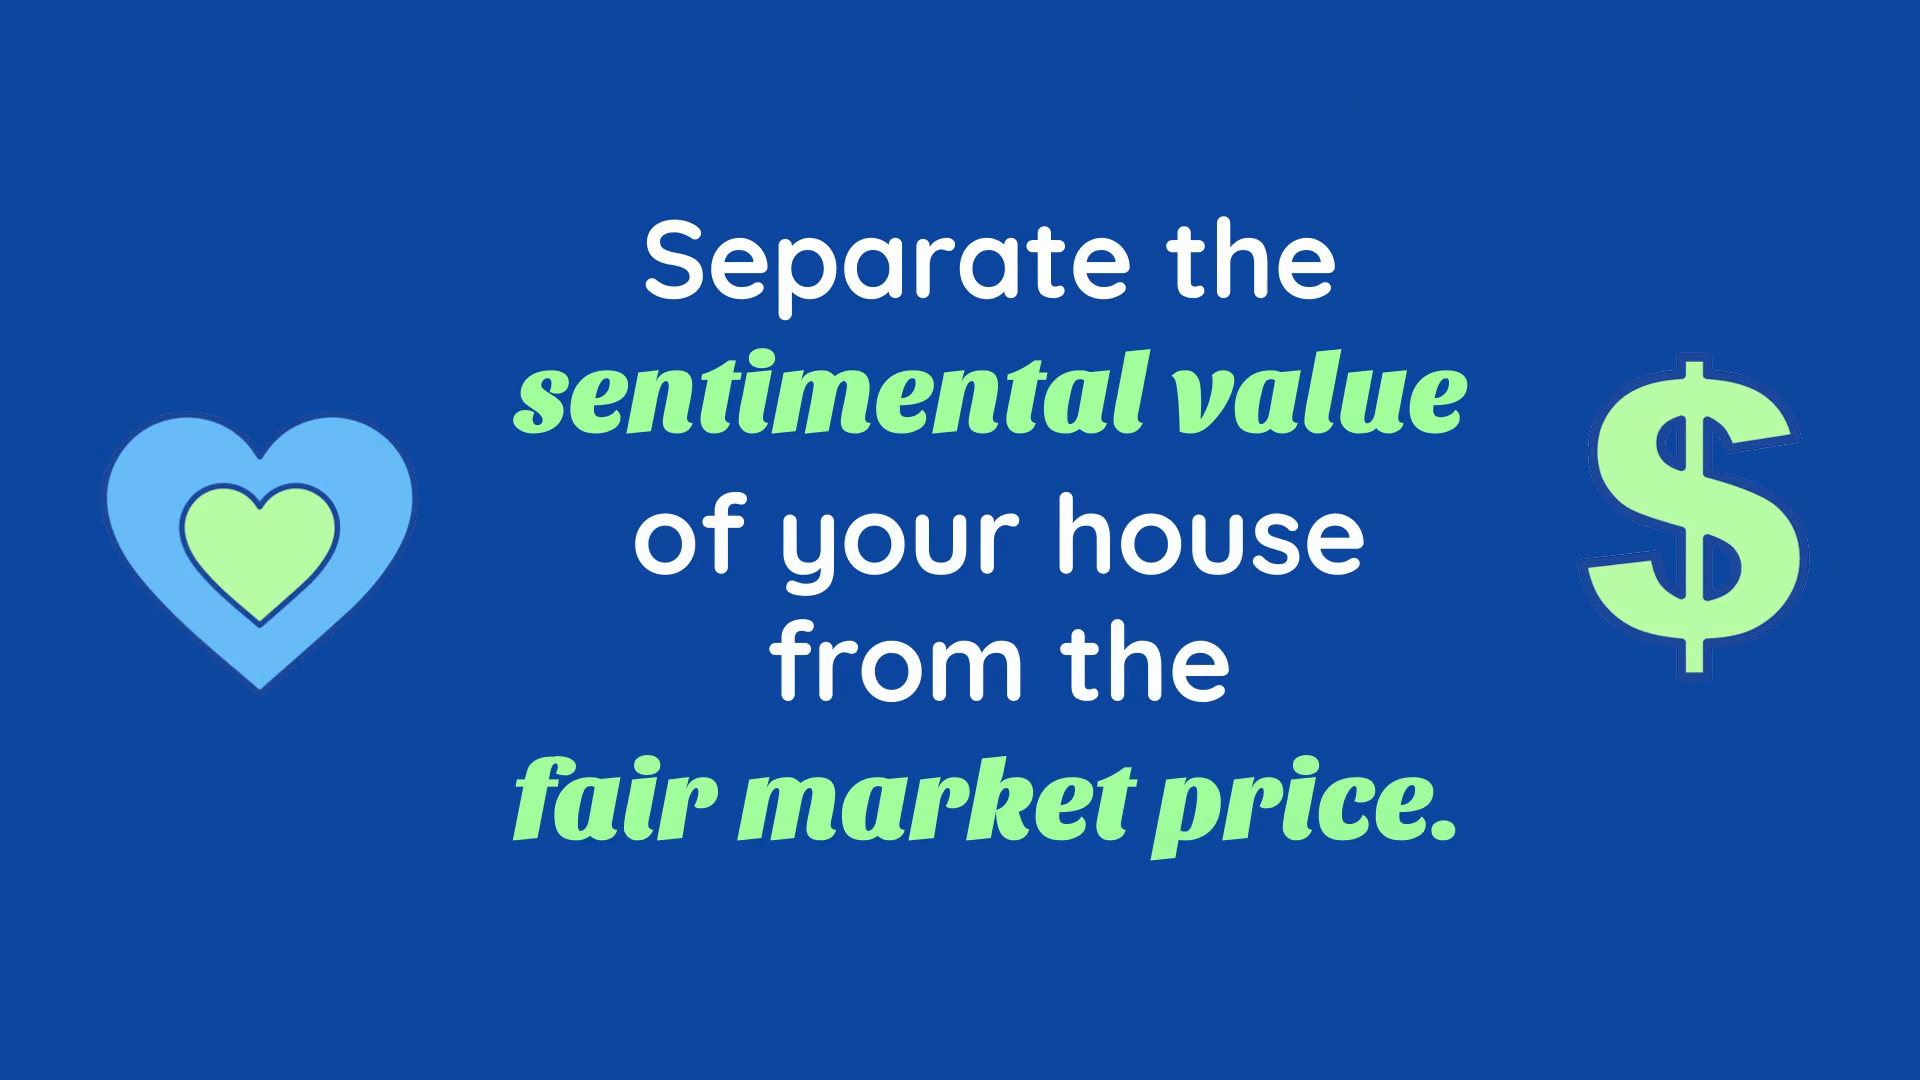 Separate the
sentimental value
of your house
from the
fair market price.
$